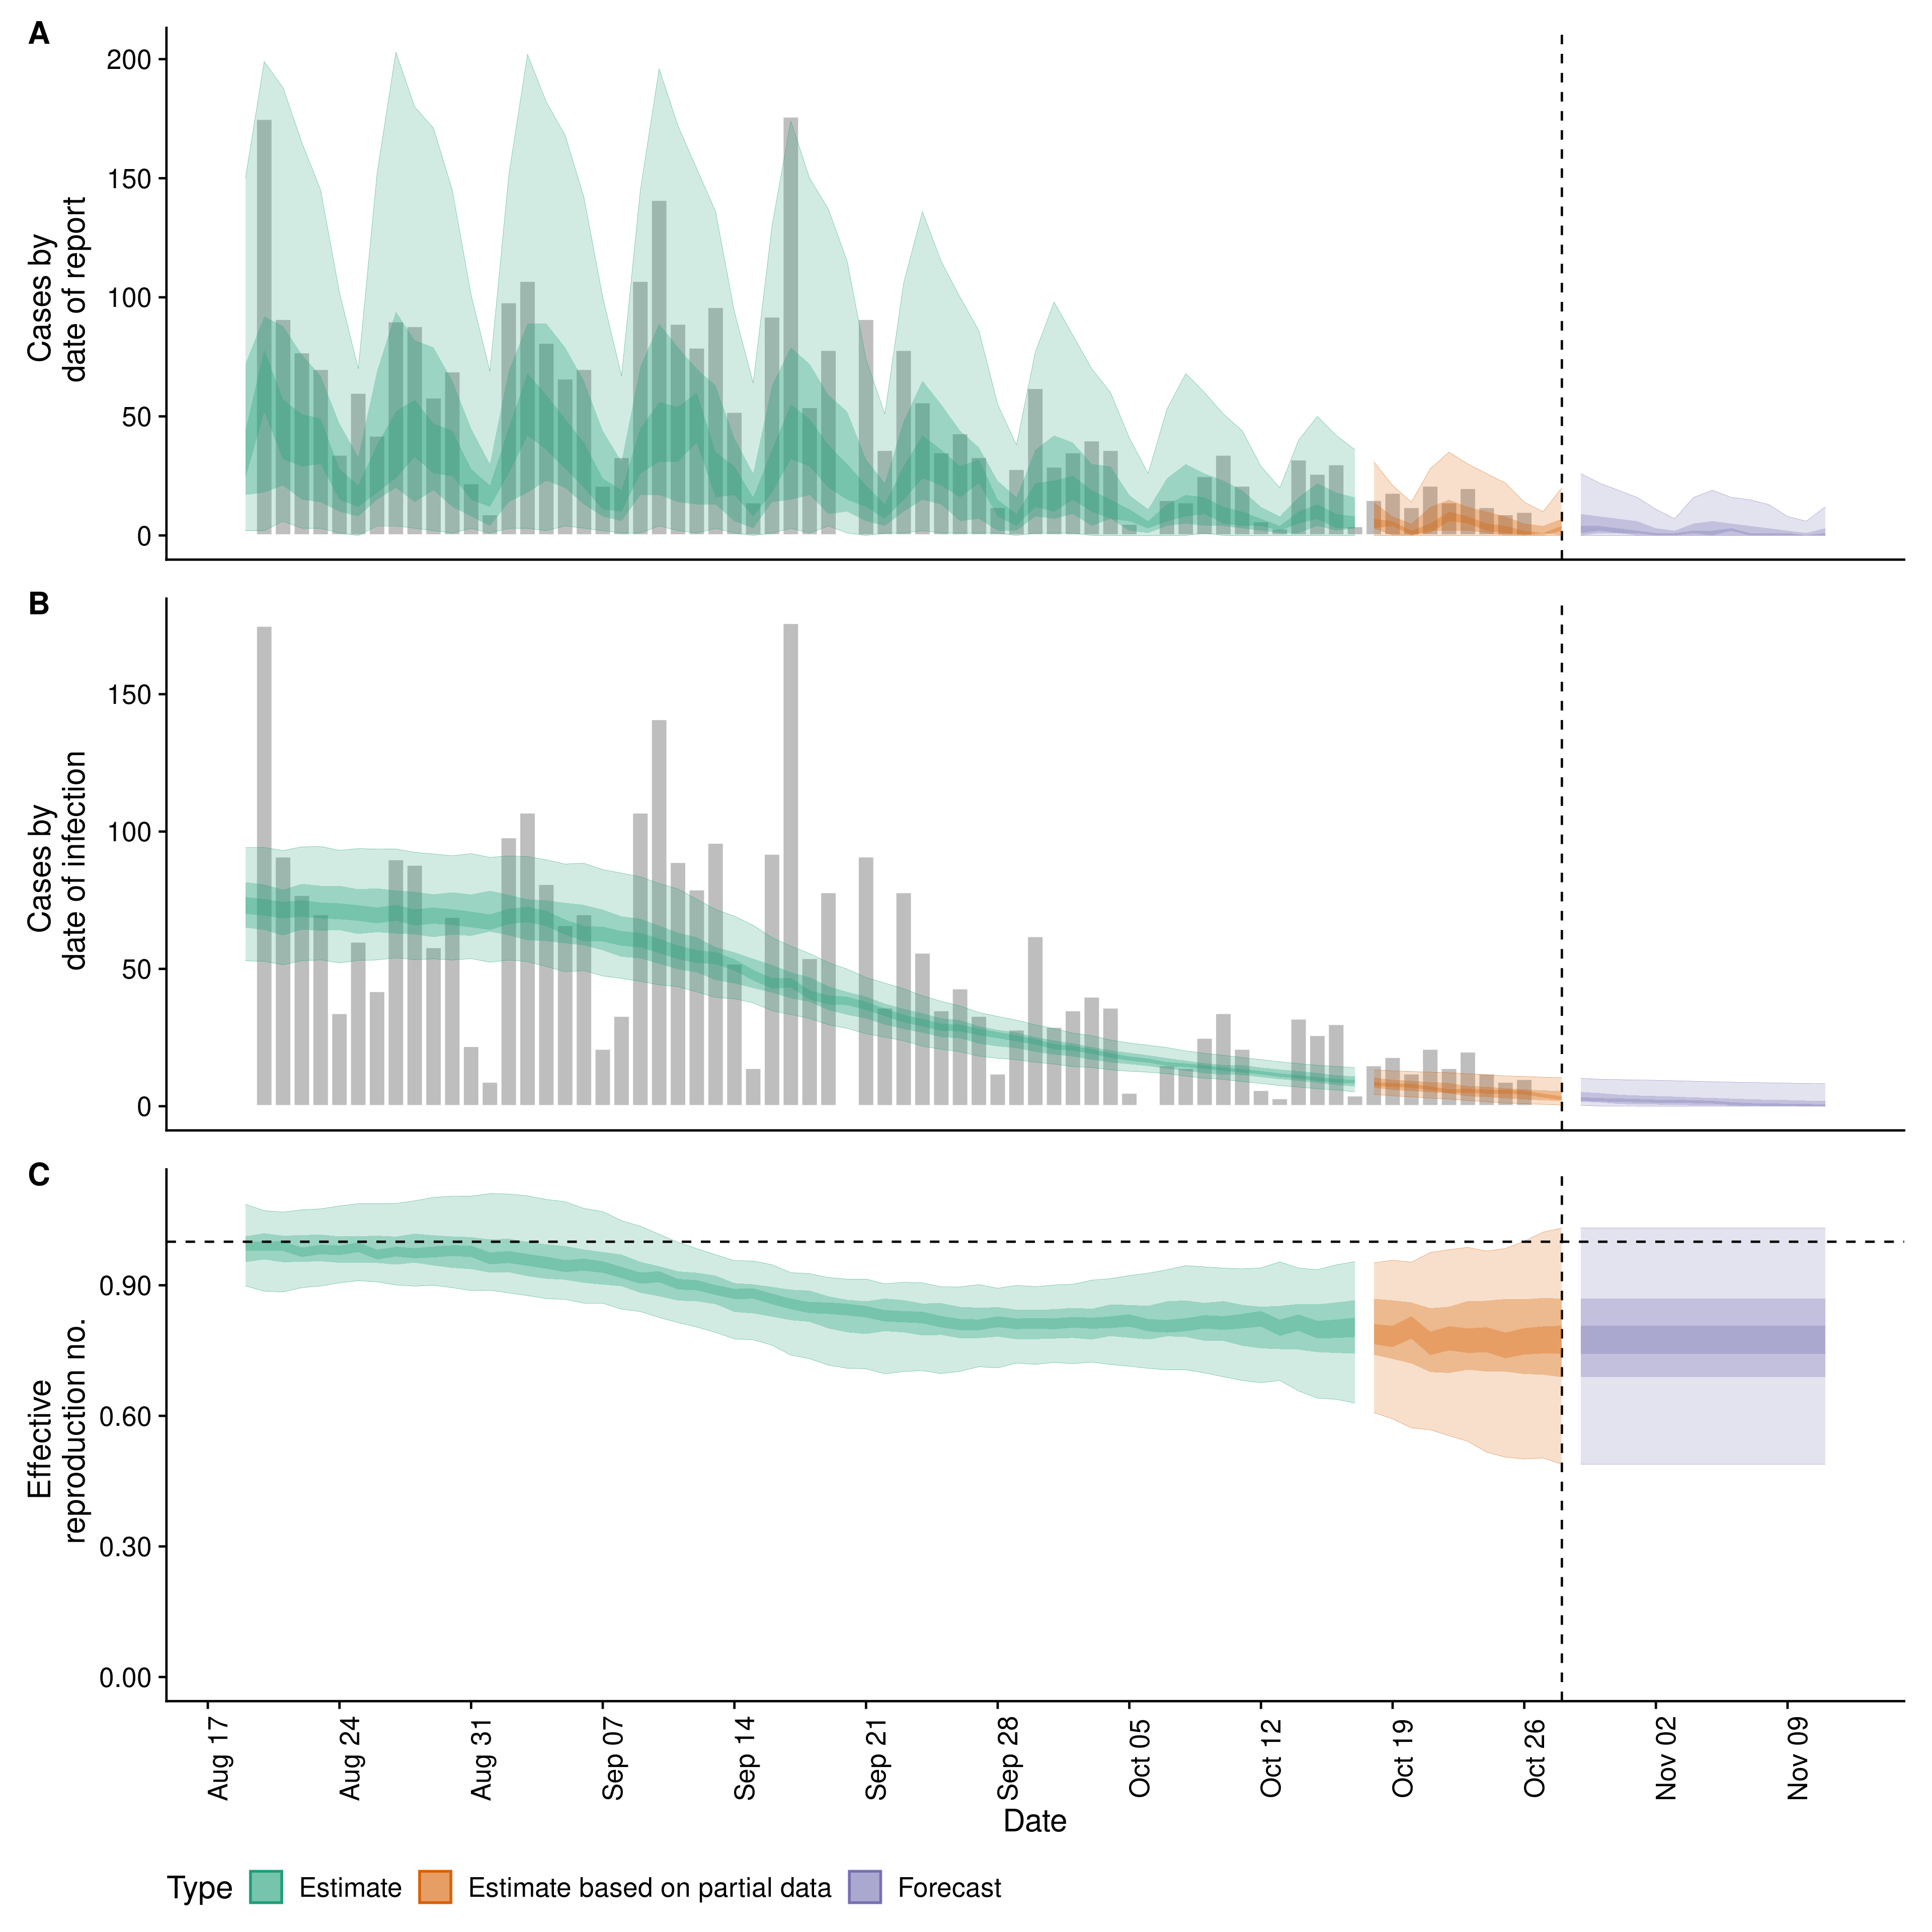 A
200
150
100
50
0
Cases by
date of report
B
150
100
50
0
Cases by
date of infection
C
0.90
0.60
0.30
0.00
Effective
reproduction no.
Aug 17
Aug 24
Aug 31
Sep 07
Sep 14
Sep 21
Sep 28
Oct 05
Oct 12
Oct 19
Oct 26
Nov 02
Nov 09
Date
Type Estimate Estimate based on partial data Forecast